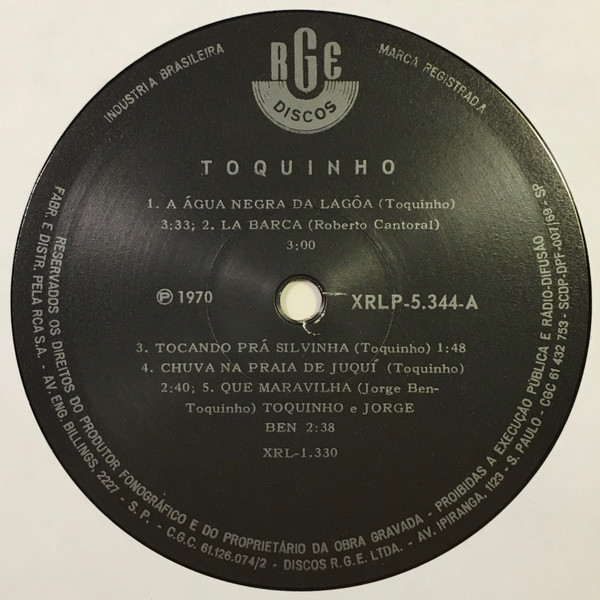 INDÚSTRIA BRASILEIRA
RGE
DISCOS
MARCA REGISTRADA
TOQUINHO
1. A ÁGUA NEGRA DA LAGÔA (Toquinho)
3:33; 2. LA BARCA (Roberto Cantoral)
3:00
℗ 1970
XRLP-5.344-A
3. TOCANDO PRÁ SILVINHA (Toquinho) 1:48
4. CHUVA NA PRAIA DE JUQUÍ (Toquinho)
2:40; 5. QUE MARAVILHA (Jorge Ben-
Toquinho) TOQUINHO e JORGE
BEN 2:38
XRL-1.330
RESERVADOS OS DIREITOS DO PRODUTOR FONOGRÁFICO E DO PROPRIETÁRIO DA OBRA GRAVADA - PROIBIDAS A EXECUÇÃO PÚBLICA E RÁDIO-DIFUSÃO
FABR. E DISTR. PELA RCA S.A. - AV. ENG. BILLINGS, 2227 - S.P. - C.G.C. 61.126.074/2 - DISCOS R.G.E. LTDA. - AV. IPIRANGA, 1123 - S. PAULO - CGC 61 432 753 - SCDP-DPF-007/69 - SP